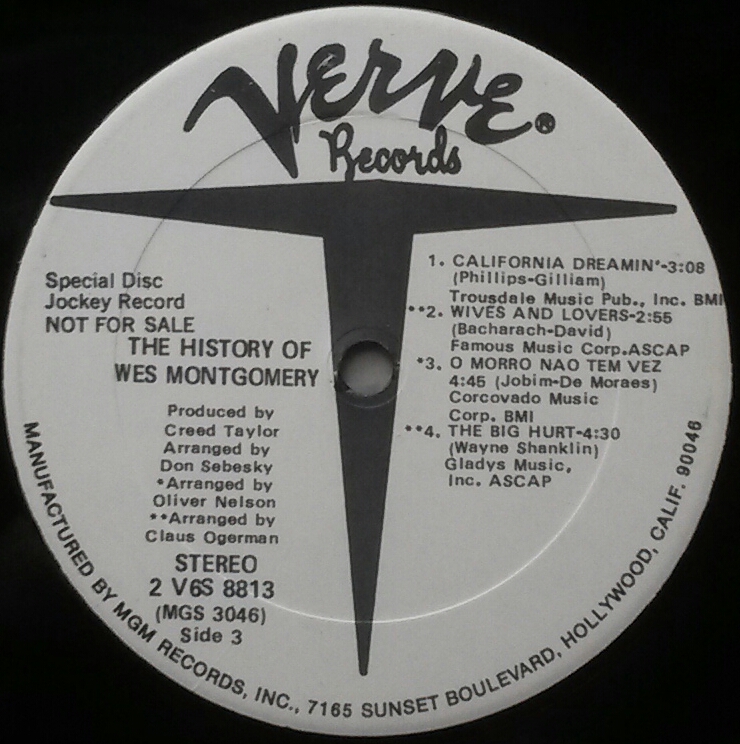 VERVE®
Records
Special Disc
Jockey Record
NOT FOR SALE
THE HISTORY OF
WES MONTGOMERY
Produced by
Creed Taylor
Arranged by
Don Sebesky
*Arranged by
Oliver Nelson
**Arranged by
Claus Ogerman
STEREO
2 V6S 8813
(MGS 3046)
Side 3
1. CALIFORNIA DREAMIN'-3:08
(Phillips-Gilliam)
Trousdale Music Pub., Inc. BMI
**2. WIVES AND LOVERS-2:55
(Bacharach-David)
Famous Music Corp.ASCAP
*3. O MORRO NAO TEM VEZ
4:45 (Jobim-De Moraes)
Corcovado Music
Corp. BMI
**4. THE BIG HURT-4:30
(Wayne Shanklin)
Gladys Music,
Inc. ASCAP
MANUFACTURED BY MGM RECORDS, INC., 7165 SUNSET BOULEVARD, HOLLYWOOD, CALIF. 90046